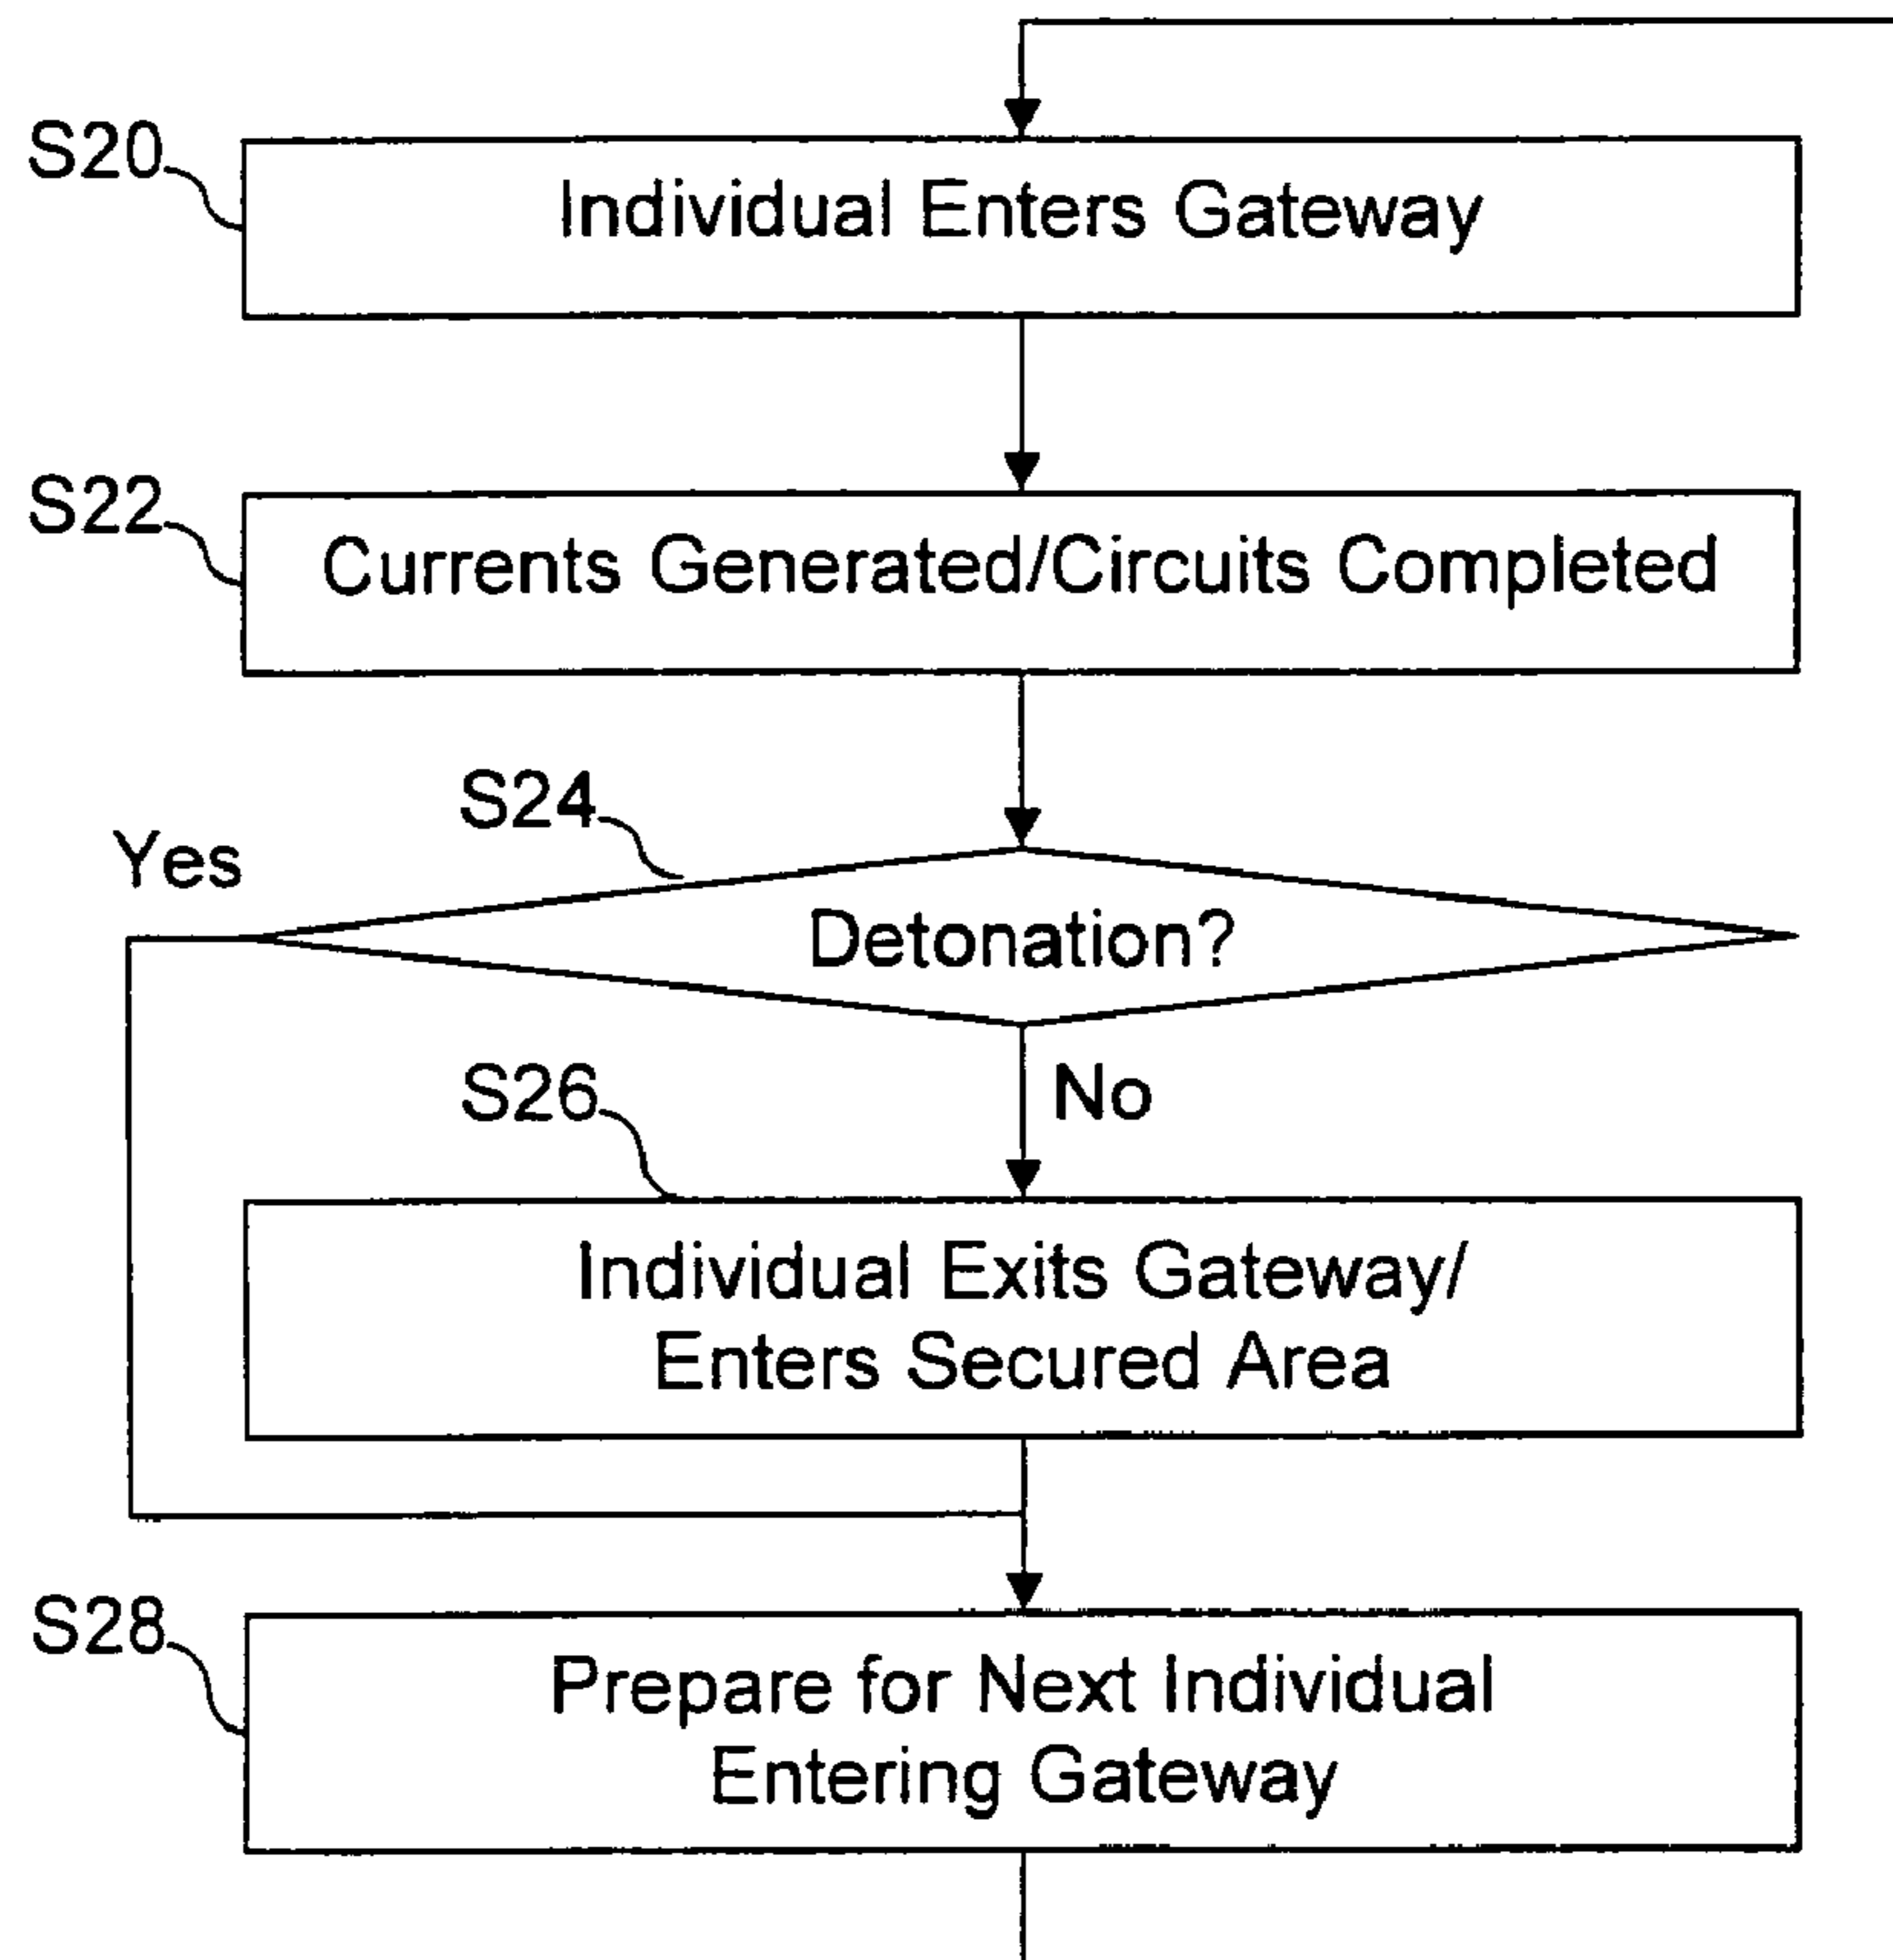 S20
Individual Enters Gateway
S22
Currents Generated/Circuits Completed
S24
Yes
Detonation?
No
S26
Individual Exits Gateway/
Enters Secured Area
S28
Prepare for Next Individual
Entering Gateway